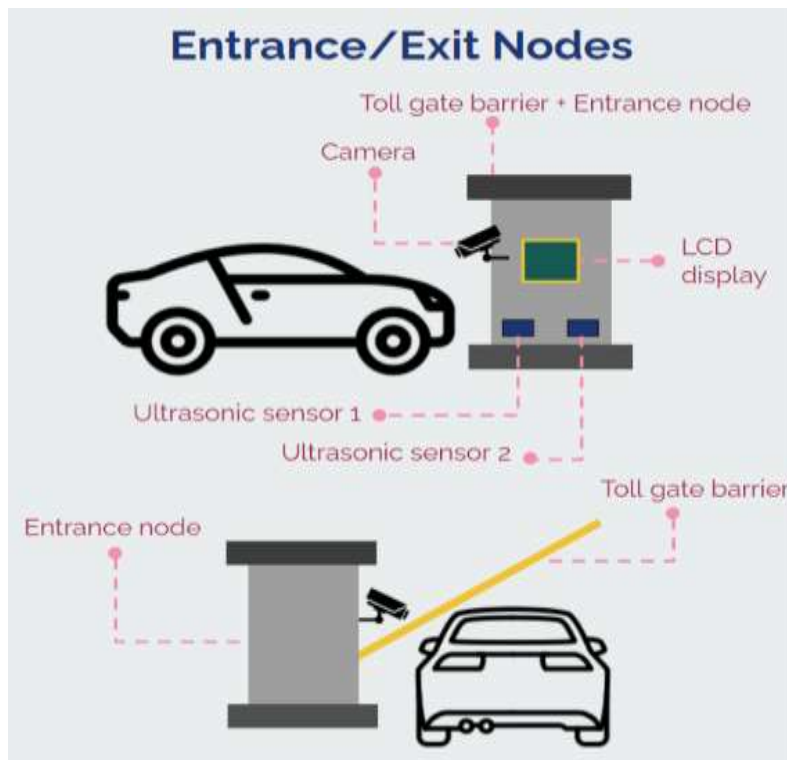 Entrance/Exit Nodes
Toll gate barrier + Entrance node
Camera
LCD
display
Ultrasonic sensor 1
Ultrasonic sensor 2
Toll gate barrier
Entrance node